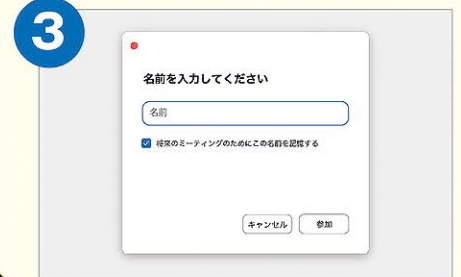 3
名前を入力してください
名前
将来のミーティングのためにこの名前を記憶する
キャンセル
参加